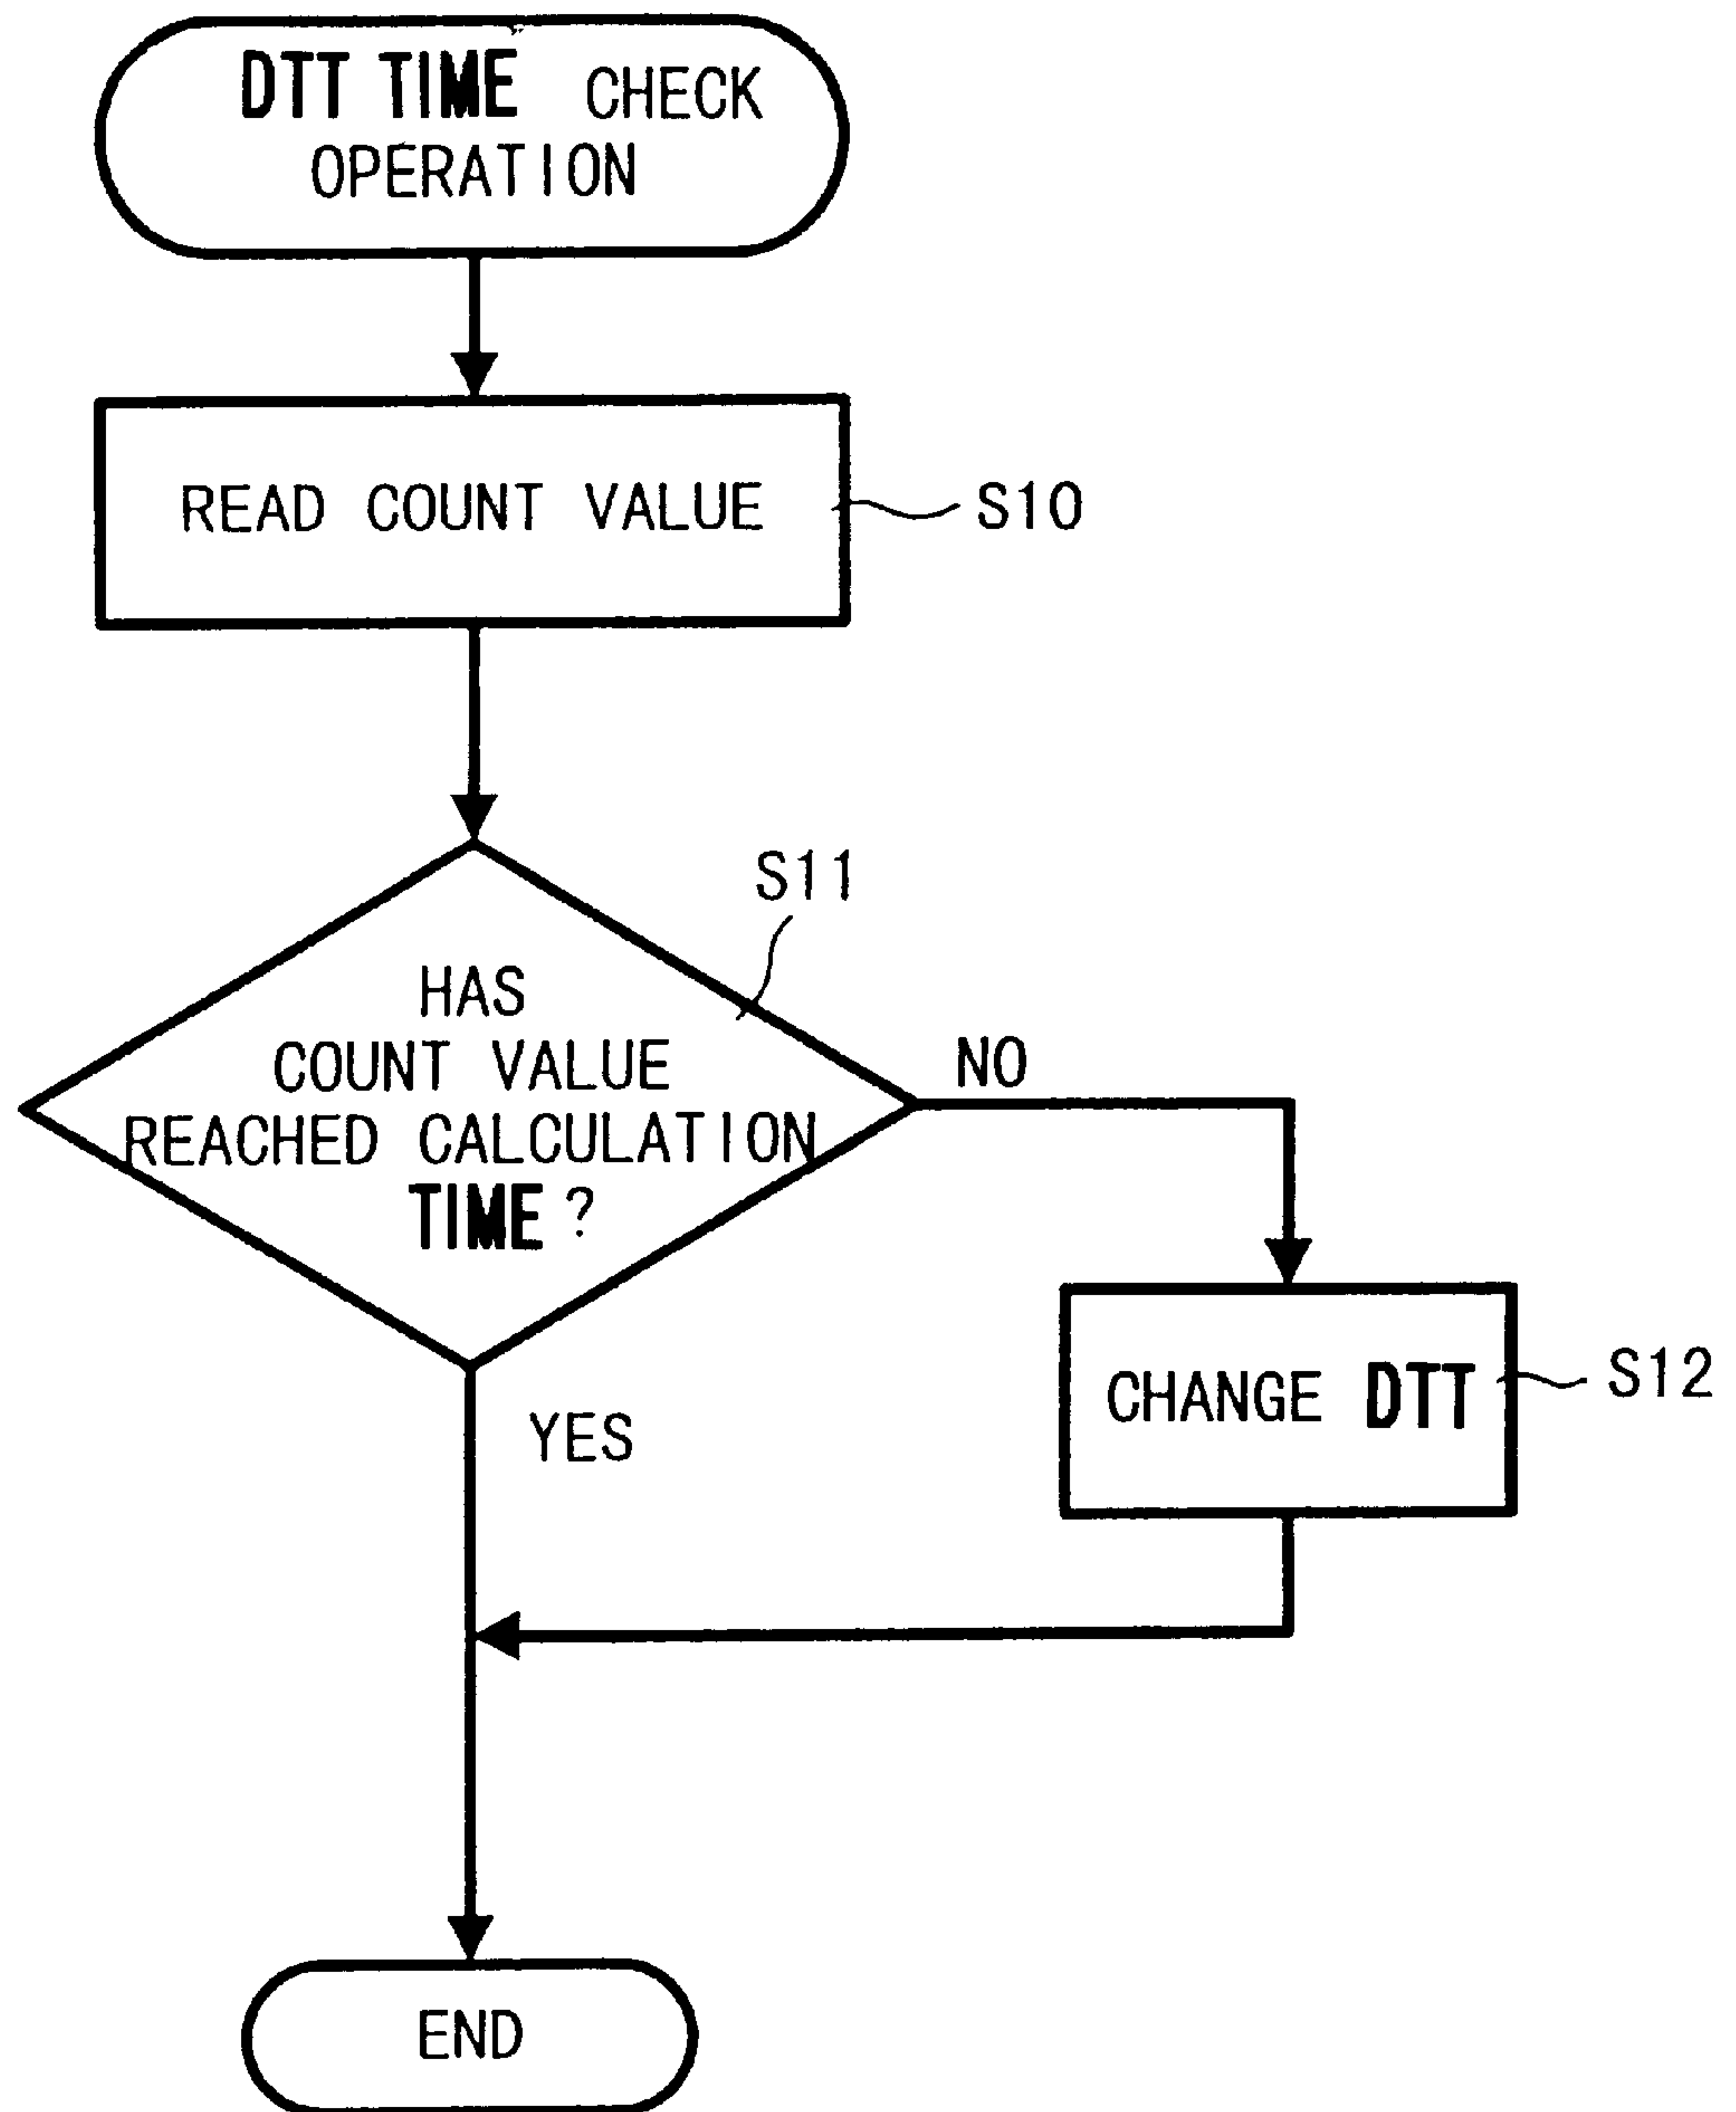 DTT TIME CHECK
OPERATION
READ COUNT VALUE
S10
S11
HAS
COUNT VALUE
REACHED CALCULATION
TIME?
NO
YES
CHANGE DTT
S12
END